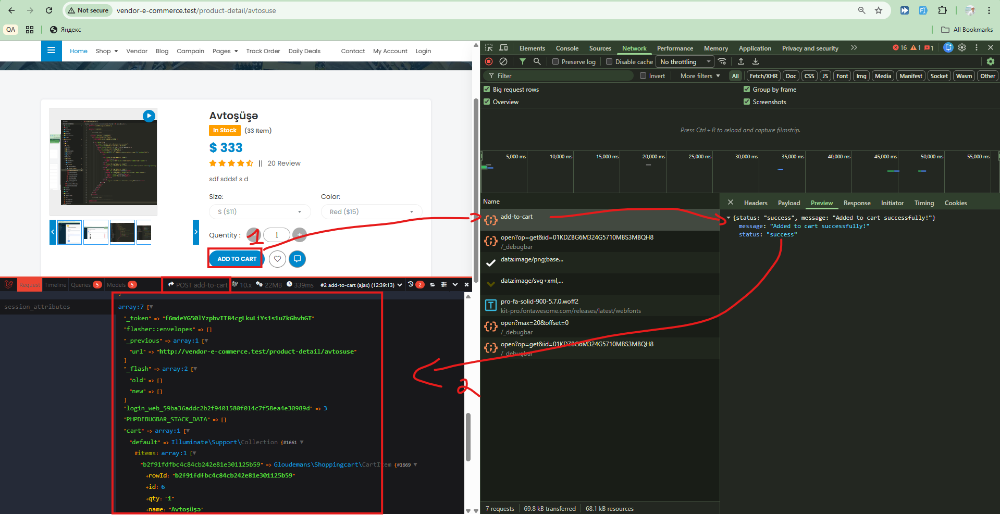 Not secure
vendor-e-commerce.test/product-detail/avtosuse
QA
Яндекс
All Bookmarks
Home
Shop
Vendor
Blog
Campain
Pages
Track Order
Daily Deals
Contact
My Account
Login
Avtoşüşə
In Stock (33 Item)
$ 333
|| 20 Review
sdf sddsf s d
Size:
Color:
S ($11)
Red ($15)
Quentity :
1
+
1
ADD TO CART
Request
Timeline
Queries 5
Models 5
POST add-to-cart
10.x
22MB
339ms
#2 add-to-cart (ajax) (12:39:13)
2
]
session_attributes
array:7 [▼
"_token" => "f6mdeYG50lYzpbvIT84cgLkuLiYs1s1uZkGhvbGT"
"flasher::envelopes" => []
"_previous" => array:1 [▼
"url" => "http://vendor-e-commerce.test/product-detail/avtosuse"
]
"_flash" => array:2 [▼
"old" => []
"new" => []
]
"login_web_59ba36addc2b2f9401580f014c7f58ea4e30989d" => 3
"PHPDEBUGBAR_STACK_DATA" => []
"cart" => array:1 [▼
"default" => Illuminate\Support\Collection {#1661 ▼
#items: array:1 [▼
"b2f91fdfbc4c84cb242e81e301125b59" => Gloudemans\Shoppingcart\CartItem {#1669 ▼
+rowId: "b2f91fdfbc4c84cb242e81e301125b59"
+id: 6
+qty: "1"
+name: "Avtoşüşə"
2
Elements
Console
Sources
Network
Performance
Memory
Application
Privacy and security
16
1
1
Preserve log
Disable cache
No throttling
Filter
Invert
More filters
All
Fetch/XHR
Doc
CSS
JS
Font
Img
Media
Manifest
Socket
Wasm
Other
Big request rows
Group by frame
Overview
Screenshots
Press Ctrl + R to reload and capture filmstrip.
5,000 ms
10,000 ms
15,000 ms
20,000 ms
25,000 ms
30,000 ms
35,000 ms
40,000 ms
45,000 ms
50,000 ms
55,000 ms
Name
add-to-cart
open?op=get&id=01KDZBG6M324G5710MBS3MBQH8
/_debugbar
data:image/png;base...
data:image/svg+xml,...
pro-fa-solid-900-5.7.0.woff2
kit-pro.fontawesome.com/releases/latest/webfonts
open?max=20&offset=0
/_debugbar
open?op=get&id=01KDZBG6M324G5710MBS3MBQH8
/_debugbar
7 requests
69.8 kB transferred
68.1 kB resources
Headers
Payload
Preview
Response
Initiator
Timing
Cookies
{status: "success", message: "Added to cart successfully!"}
message: "Added to cart successfully!"
status: "success"